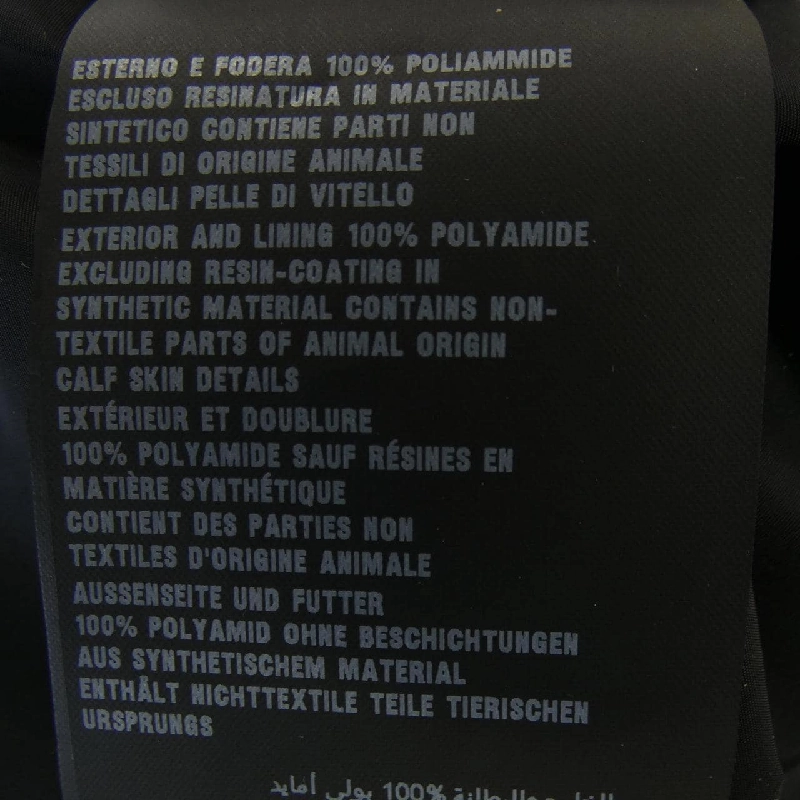 ESTERNO E FODERA 100% POLIAMMIDE
ESCLUSO RESINATURA IN MATERIALE
SINTETICO CONTIENE PARTI NON
TESSILI DI ORIGINE ANIMALE
DETTAGLI PELLE DI VITELLO
EXTERIOR AND LINING 100% POLYAMIDE
EXCLUDING RESIN-COATING IN
SYNTHETIC MATERIAL CONTAINS NON-
TEXTILE PARTS OF ANIMAL ORIGIN
CALF SKIN DETAILS
EXTÉRIEUR ET DOUBLURE
100% POLYAMIDE SAUF RÉSINES EN
MATIÈRE SYNTHÉTIQUE
CONTIENT DES PARTIES NON
TEXTILES D'ORIGINE ANIMALE
AUSSENSEITE UND FUTTER
100% POLYAMID OHNE BESCHICHTUNGEN
AUS SYNTHETISCHEM MATERIAL
ENTHÄLT NICHTTEXTILE TEILE TIERISCHEN
URSPRUNGS
100% بولي أمايد